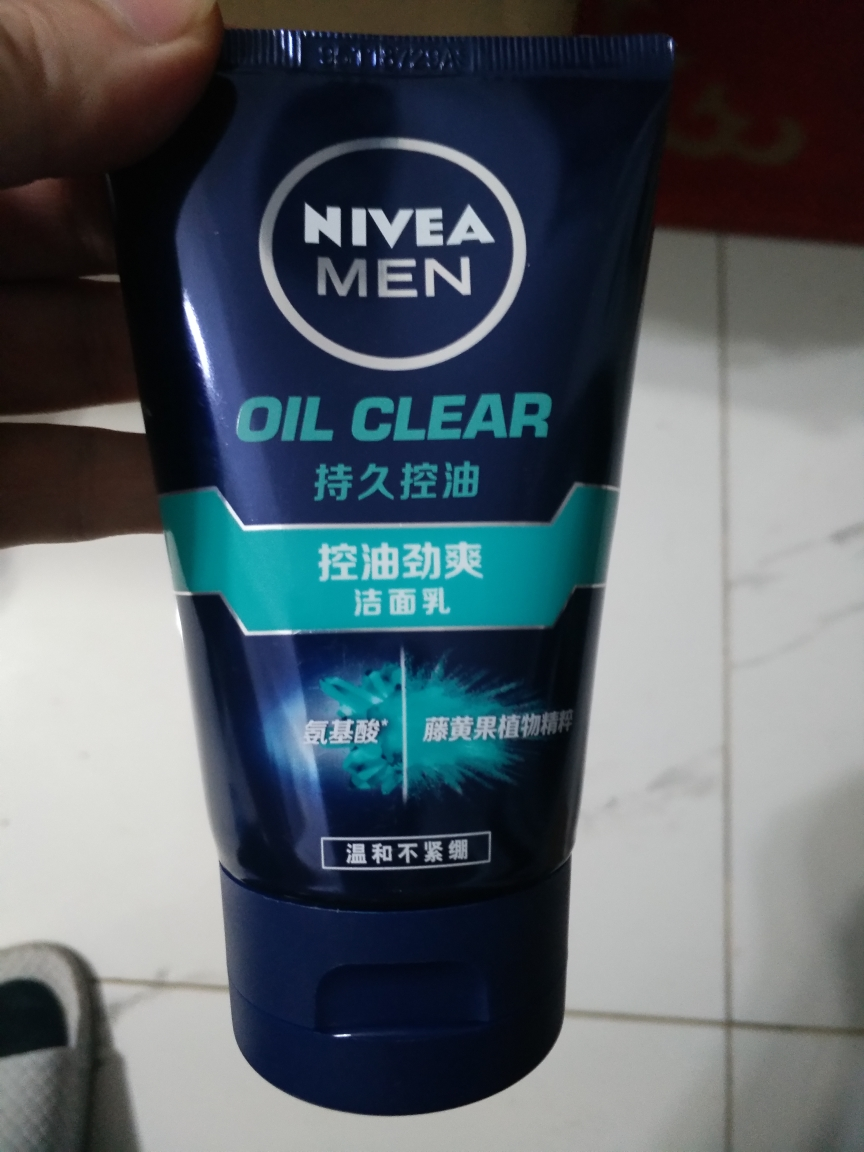 NIVEA
MEN
OIL CLEAR
持久控油
控油劲爽
洁面乳
氨基酸* 藤黄果植物精粹
温和不紧绷